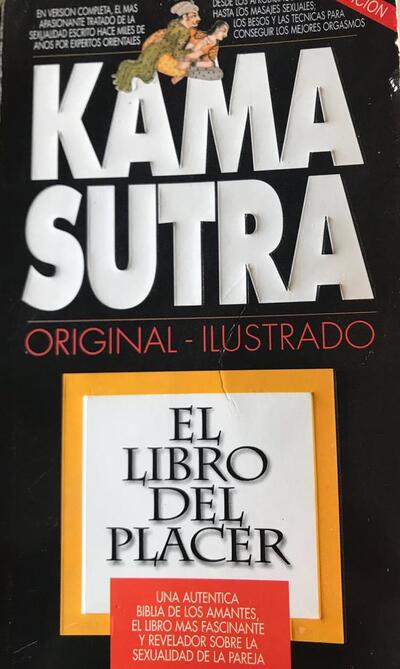 EN VERSION COMPLETA, EL MAS
APASIONANTE TRATADO DE LA
SEXUALIDAD ESCRITO HACE MILES DE
AÑOS POR EXPERTOS ORIENTALES
HASTA LOS MASAJES SEXUALES;
LOS BESOS Y LAS TECNICAS PARA
CONSEGUIR LOS MEJORES ORGASMOS
KAMA
SUTRA
ORIGINAL - ILUSTRADO
EL
LIBRO
DEL
PLACER
UNA AUTENTICA
BIBLIA DE LOS AMANTES,
EL LIBRO MAS FASCINANTE
Y REVELADOR SOBRE LA
SEXUALIDAD DE LA PAREJA